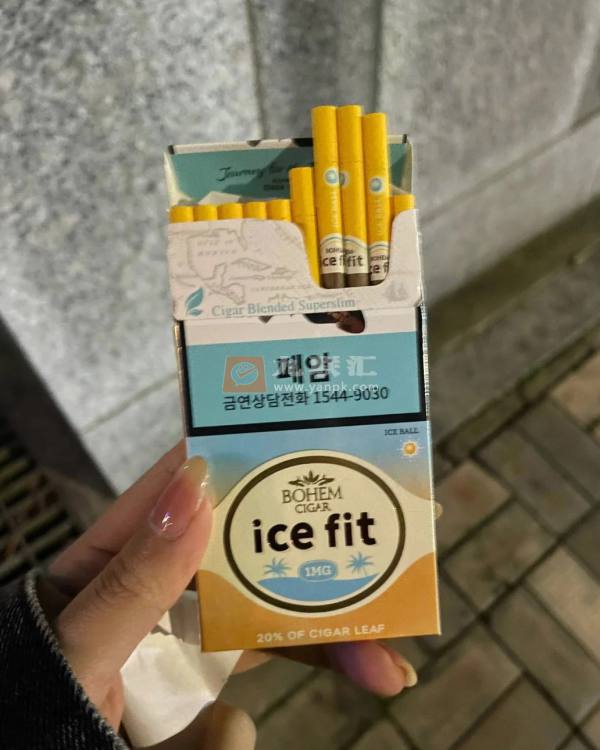 Journey
Cigar Blended Superslim
폐암
www.yanpk.com
금연상담전화 1544-9030
ICE BALL
BOHEM
CIGAR
ice fit
1MG
20% OF CIGAR LEAF